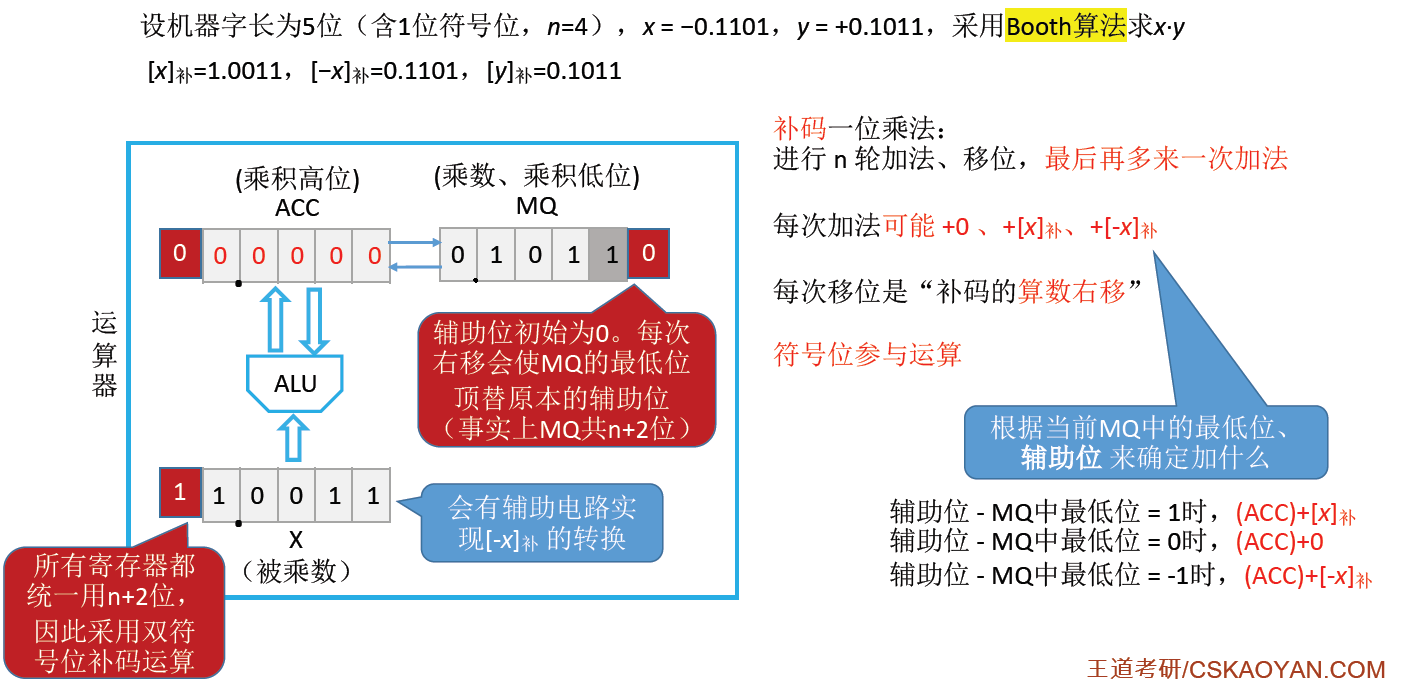 设机器字长为5位（含1位符号位，n=4），x = −0.1101，y = +0.1011，采用Booth算法求x·y
[x]补=1.0011，[−x]补=0.1101，[y]补=0.1011
补码一位乘法：
进行 n 轮加法、移位，最后再多来一次加法
每次加法可能 +0 、+[x]补、+[-x]补
每次移位是“补码的算数右移”
符号位参与运算
根据当前MQ中的最低位、
辅助位 来确定加什么
辅助位 - MQ中最低位 = 1时，(ACC)+[x]补
辅助位 - MQ中最低位 = 0时，(ACC)+0
辅助位 - MQ中最低位 = -1时，(ACC)+[-x]补
运算器
(乘积高位)
ACC
(乘数、乘积低位)
MQ
0 0 0 0 0 0
0 1 0 1 1 0
辅助位初始为0。每次
右移会使MQ的最低位
顶替原本的辅助位
（事实上MQ共n+2位）
ALU
1 1 0 0 1 1
X
（被乘数）
会有辅助电路实
现[-x]补 的转换
所有寄存器都
统一用n+2位，
因此采用双符
号位补码运算
王道考研/CSKAOYAN.COM